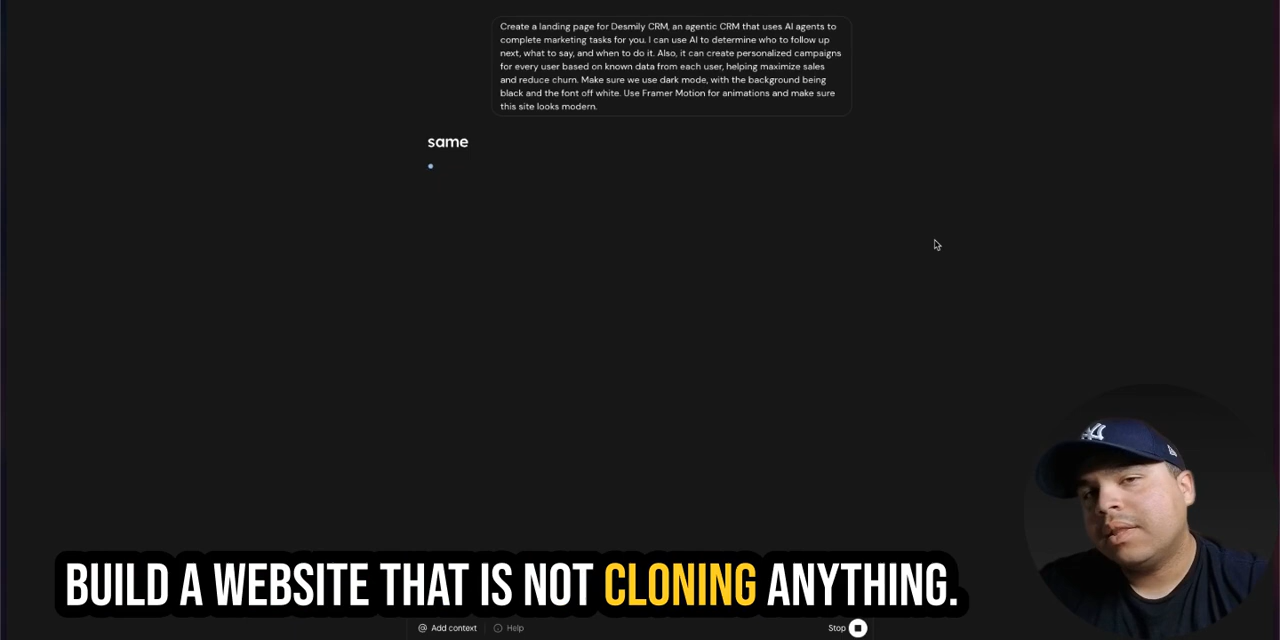 Create a landing page for Desmily CRM, an agentic CRM that uses AI agents to
complete marketing tasks for you. I can use AI to determine who to follow up
next, what to say, and when to do it. Also, it can create personalized campaigns
for every user based on known data from each user, helping maximize sales
and reduce churn. Make sure we use dark mode, with the background being
black and the font off white. Use Framer Motion for animations and make sure
this site looks modern.
same
BUILD A WEBSITE THAT IS NOT CLONING ANYTHING.
Add context
Help
Stop